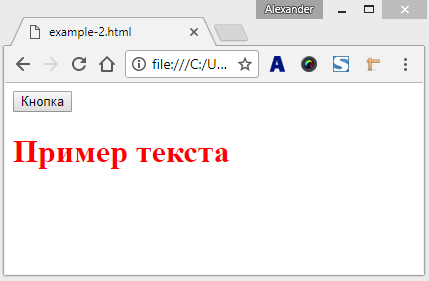 Alexander
example-2.html
file:///C:/U...
Кнопка
Пример текста